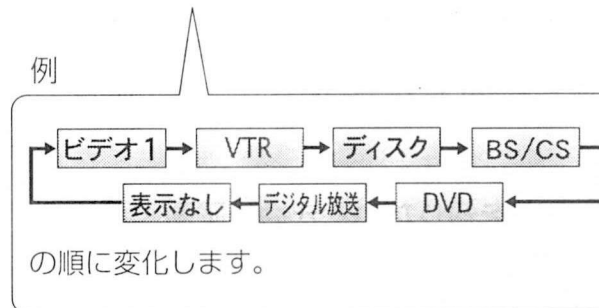 例
ビデオ1 VTR ディスク BS/CS
表示なし デジタル放送 DVD
の順に変化します。